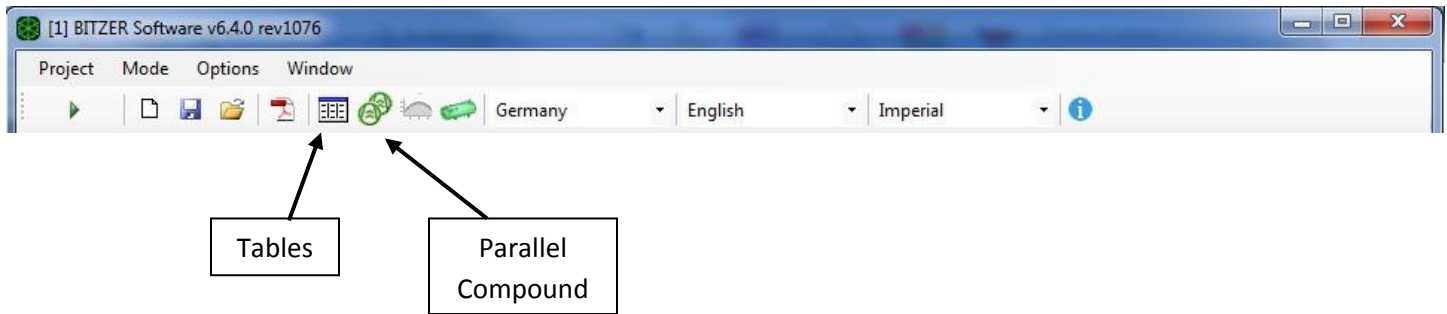 [1] BITZER Software v6.4.0 rev1076
Project Mode Options Window
Germany English Imperial
Tables
Parallel
Compound